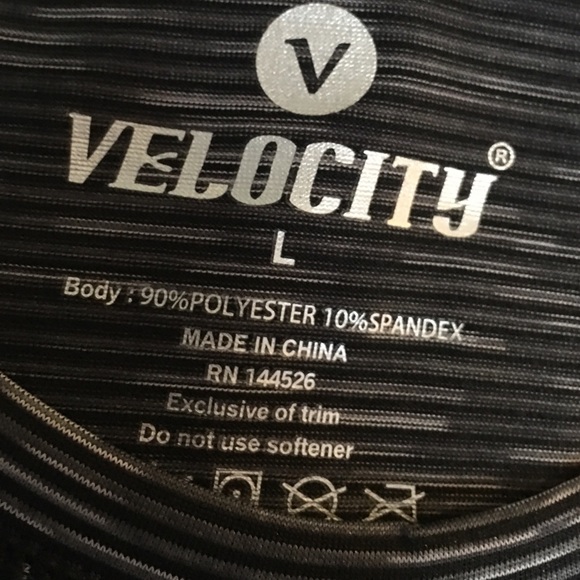 V
VELOCITY®
L
Body : 90%POLYESTER 10%SPANDEX
MADE IN CHINA
RN 144526
Exclusive of trim
Do not use softener